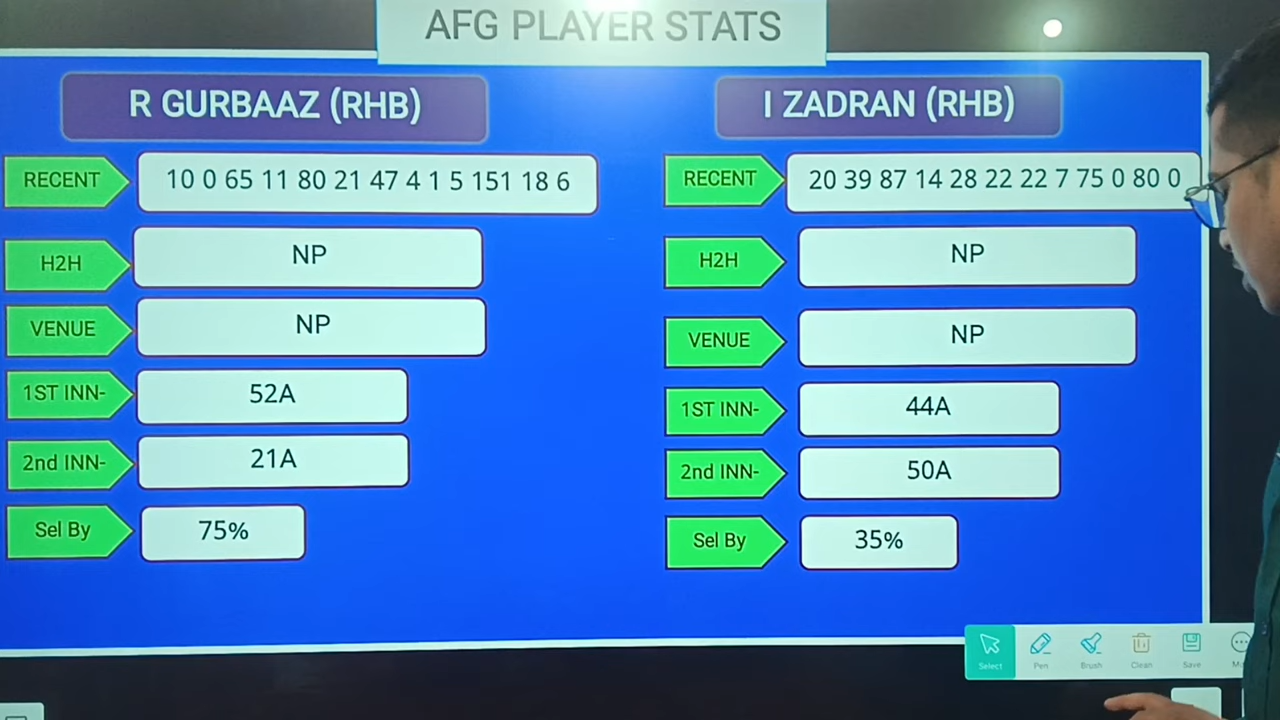 AFG PLAYER STATS
R GURBAAZ (RHB)
RECENT 10 0 65 11 80 21 47 4 1 5 151 18 6
H2H NP
VENUE NP
1ST INN- 52A
2nd INN- 21A
Sel By 75%
I ZADRAN (RHB)
RECENT 20 39 87 14 28 22 22 7 75 0 80 0
H2H NP
VENUE NP
1ST INN- 44A
2nd INN- 50A
Sel By 35%
Select Pen Brush Clean Save